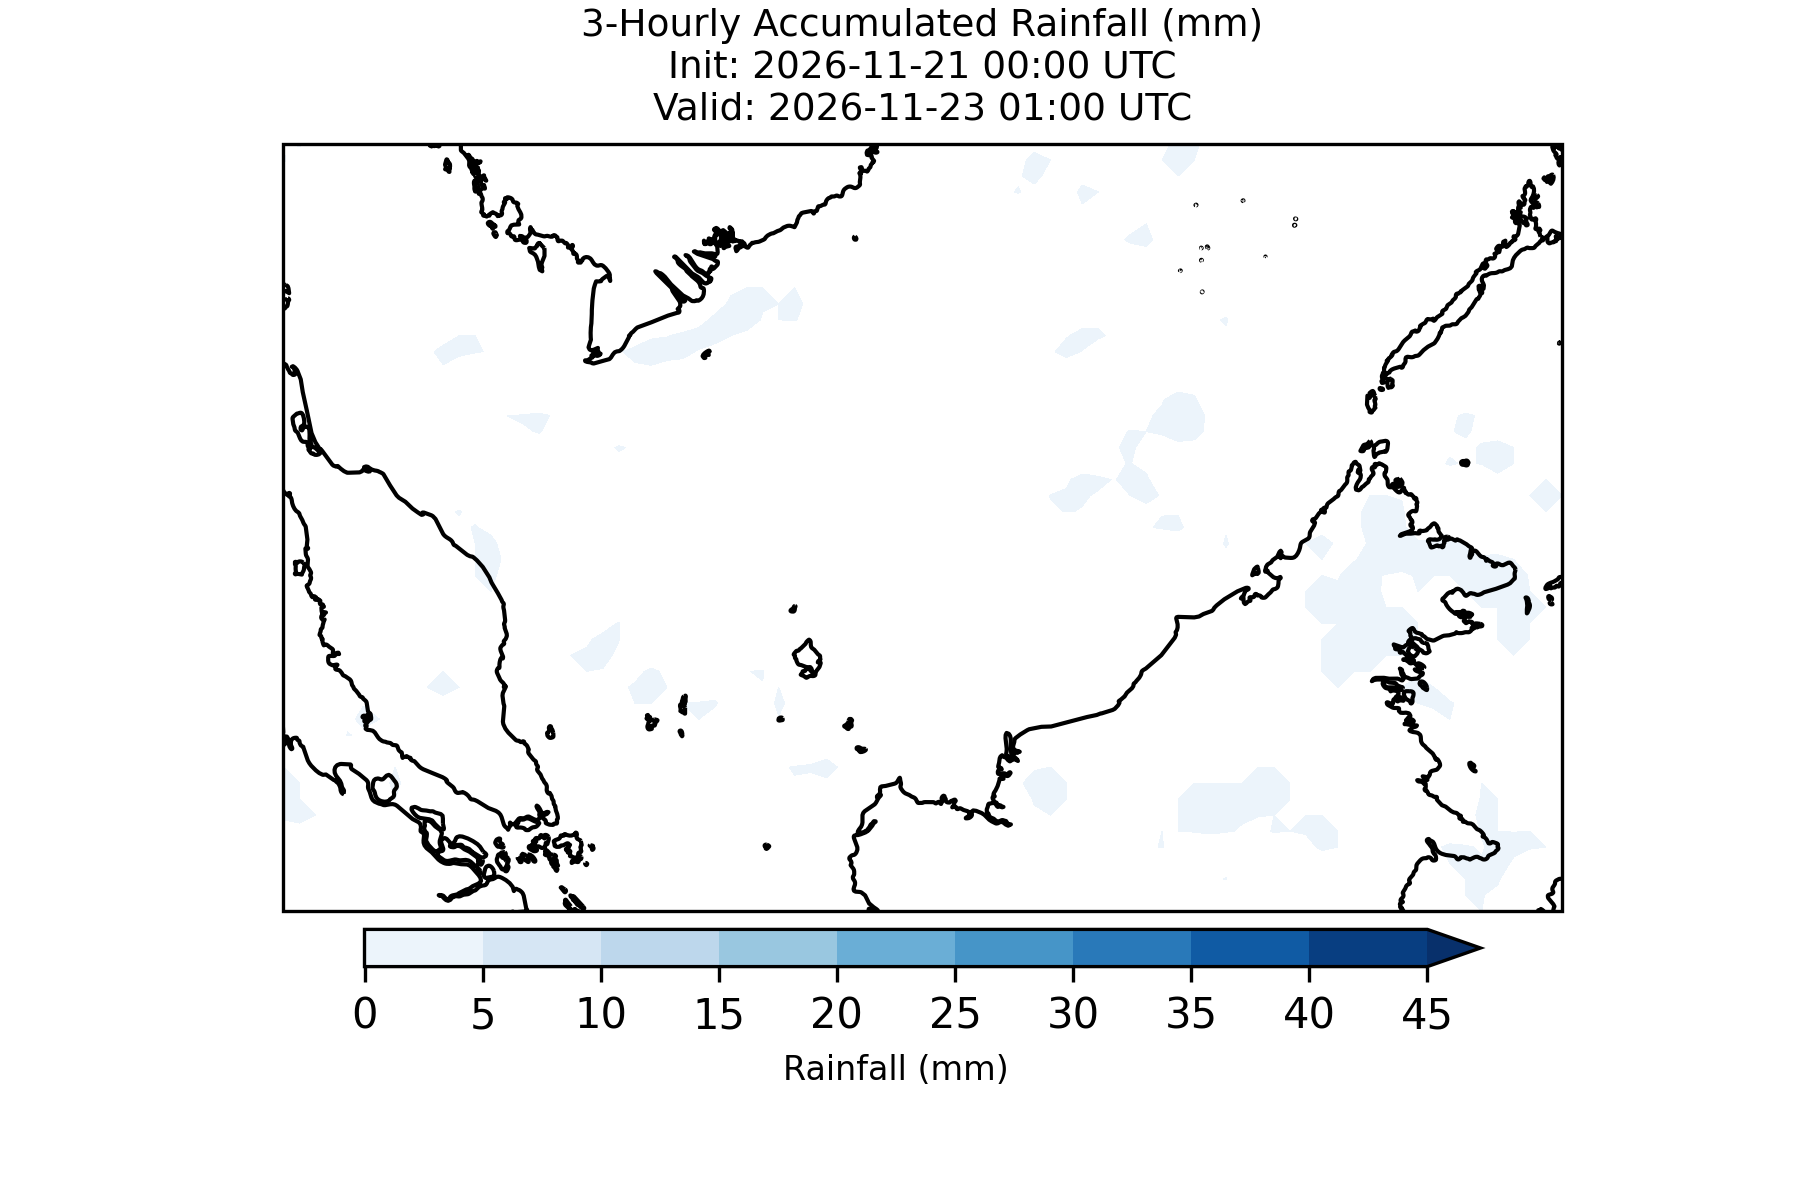 3-Hourly Accumulated Rainfall (mm)
Init: 2026-11-21 00:00 UTC
Valid: 2026-11-23 01:00 UTC
0 5 10 15 20 25 30 35 40 45
Rainfall (mm)